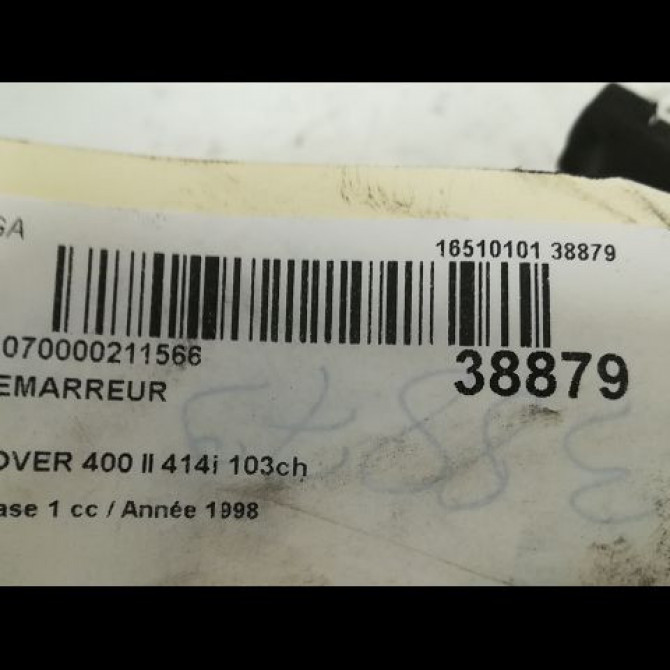 GA
16510101 38879
070000211566
38879
EMARREUR
OVER 400 II 414i 103ch
ase 1 cc / Année 1998